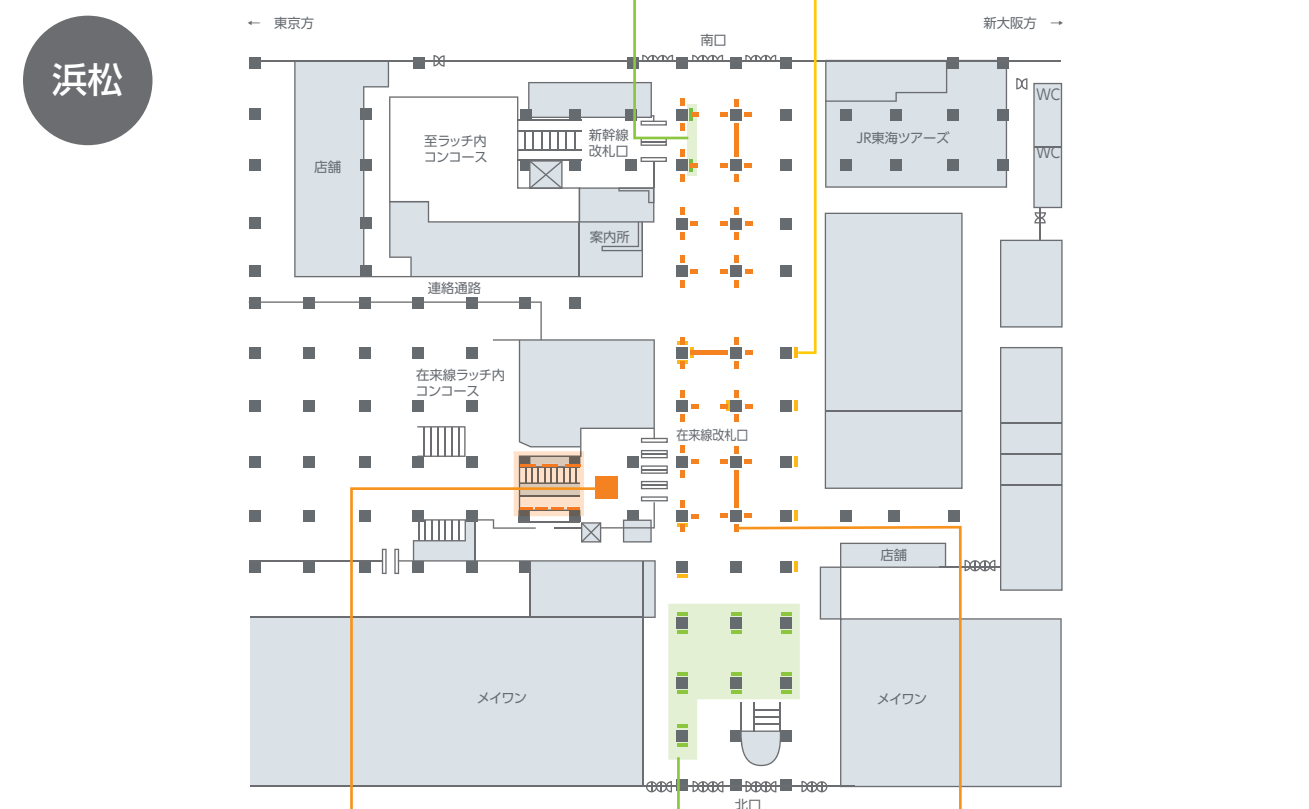 浜松
← 東京方
新大阪方 →
南口
至ラッチ内
コンコース
新幹線
改札口
店舗
JR東海ツアーズ
WC
WC
案内所
連絡通路
在来線ラッチ内
コンコース
在来線改札口
店舗
メイワン
メイワン
北口